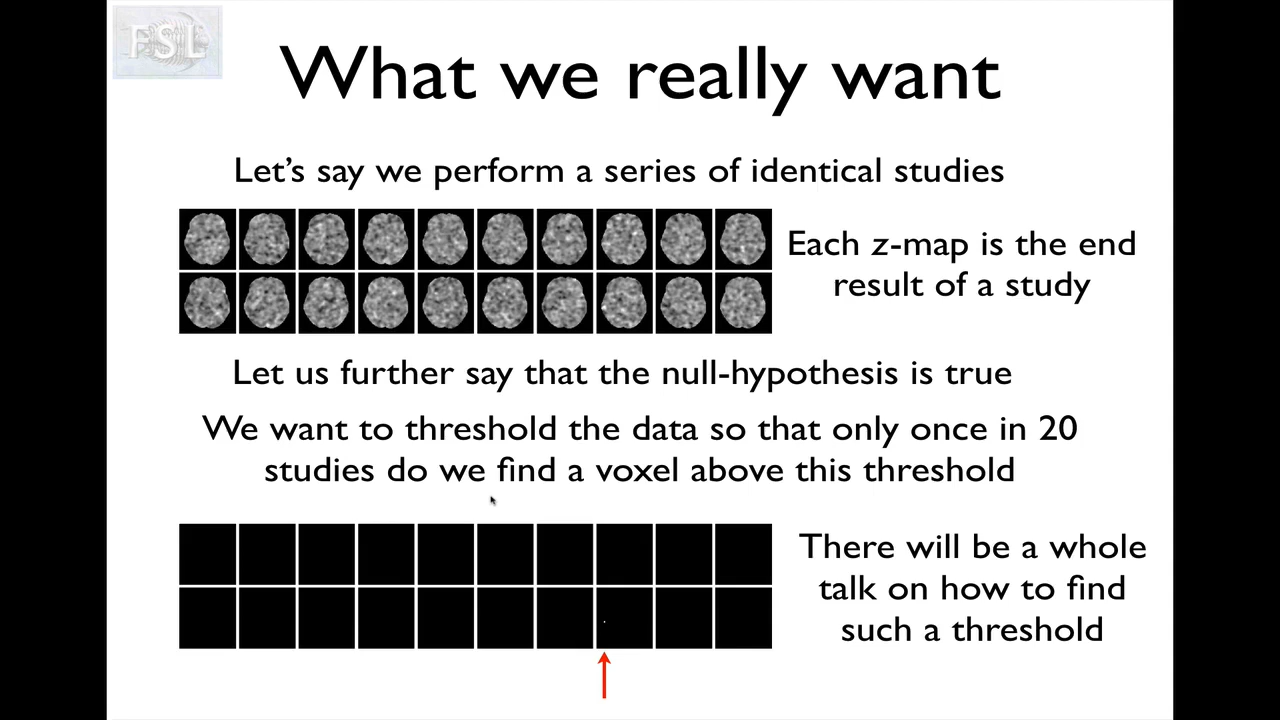 FSL
What we really want
Let's say we perform a series of identical studies
Each z-map is the end
result of a study
Let us further say that the null-hypothesis is true
We want to threshold the data so that only once in 20
studies do we find a voxel above this threshold
There will be a whole
talk on how to find
such a threshold